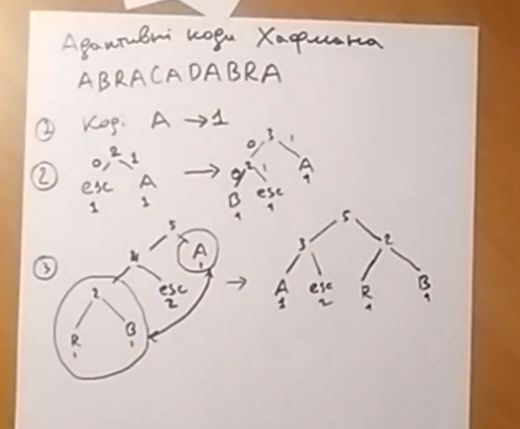 Адаптивні коди Хафмана
ABRACADABRA
① Код: A → 1
② 2 0 1 esc 1 A 1 → 3 0 1 2 0 1 B 1 esc 1 A 1
③ 5 4 A 1 2 esc 2 R 1 B 1 → 5 3 2 A 1 esc 2 R 1 B 1